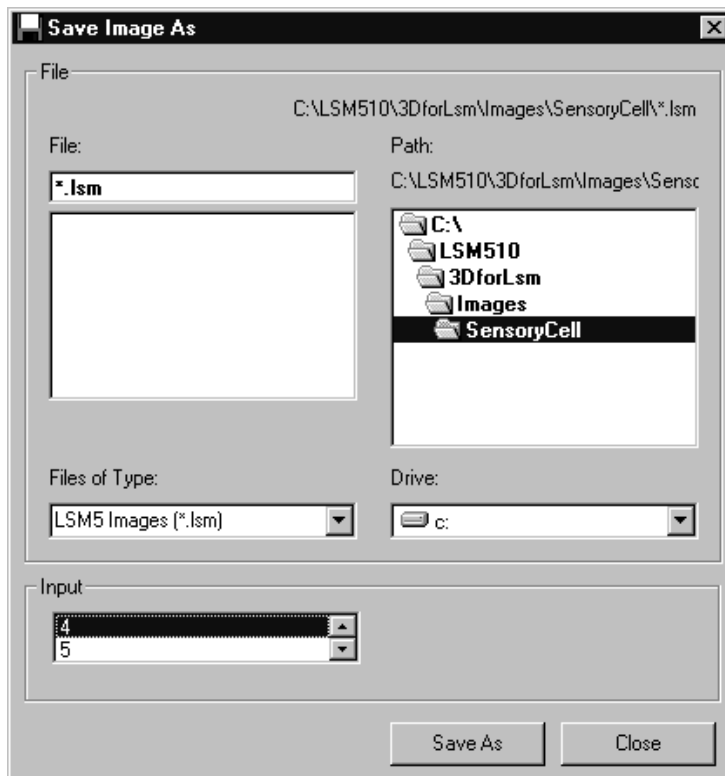 Save Image As
File
C:\LSM510\3DforLsm\Images\SensoryCell\*.lsm
File:
Path:
*.lsm
C:\LSM510\3DforLsm\Images\Senso
C:\
LSM510
3DforLsm
Images
SensoryCell
Files of Type:
Drive:
LSM5 Images (*.lsm)
c:
Input
4
5
Save As
Close